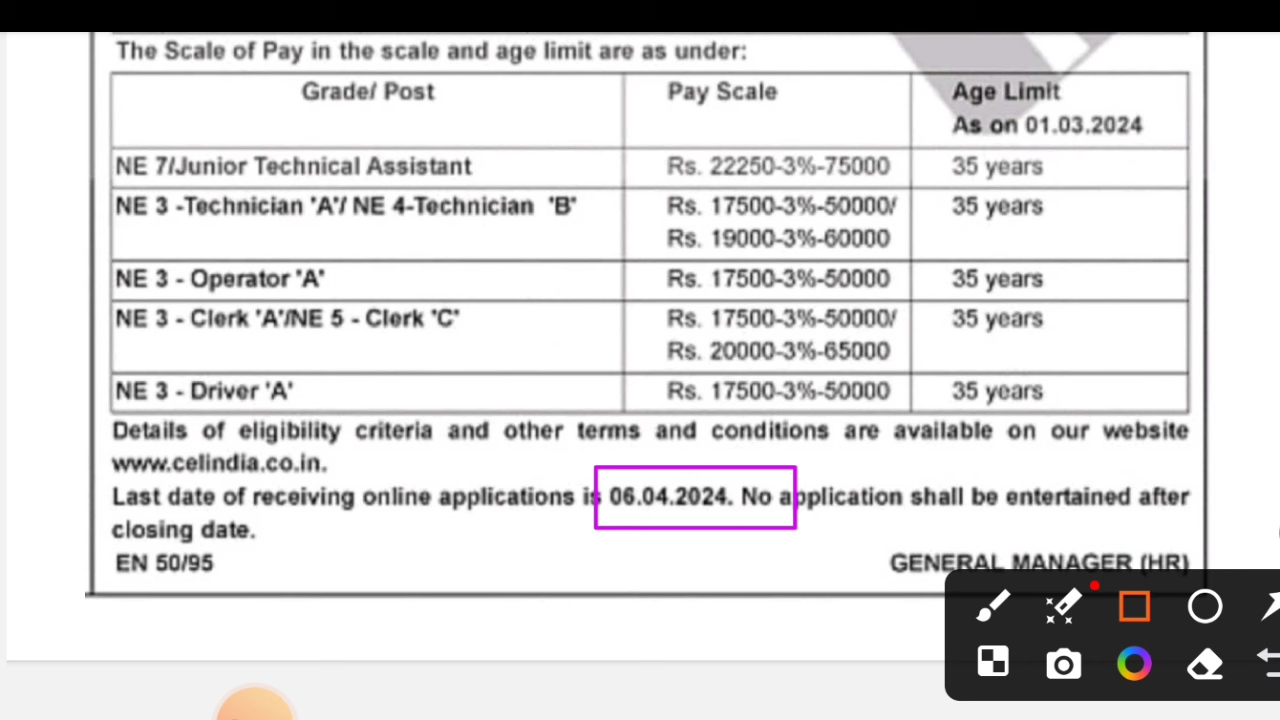 The Scale of Pay in the scale and age limit are as under:
Grade/ Post Pay Scale Age Limit
As on 01.03.2024
NE 7/Junior Technical Assistant Rs. 22250-3%-75000 35 years
NE 3 -Technician 'A'/ NE 4-Technician 'B' Rs. 17500-3%-50000/ 35 years
Rs. 19000-3%-60000
NE 3 - Operator 'A' Rs. 17500-3%-50000 35 years
NE 3 - Clerk 'A'/NE 5 - Clerk 'C' Rs. 17500-3%-50000/ 35 years
Rs. 20000-3%-65000
NE 3 - Driver 'A' Rs. 17500-3%-50000 35 years
Details of eligibility criteria and other terms and conditions are available on our website
www.celindia.co.in.
Last date of receiving online applications is 06.04.2024. No application shall be entertained after
closing date.
EN 50/95 GENERAL MANAGER (HR)